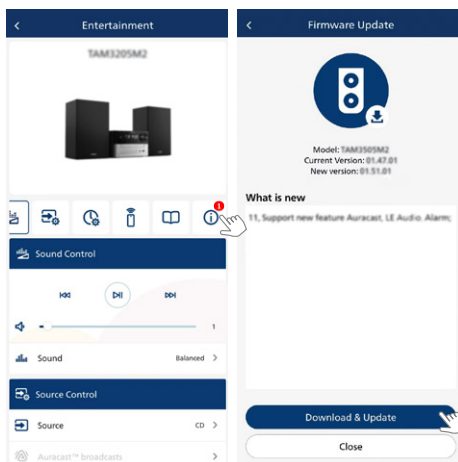 Entertainment
TAM3205M2
1
Sound Control
1
Sound
Balanced
Source Control
Source
CD
Auracast™ broadcasts
Firmware Update
Model: TAM3505M2
Current Version: 01.47.01
New version: 01.51.01
What is new
11, Support new feature Auracast, LE Audio. Alarm;
Download & Update
Close